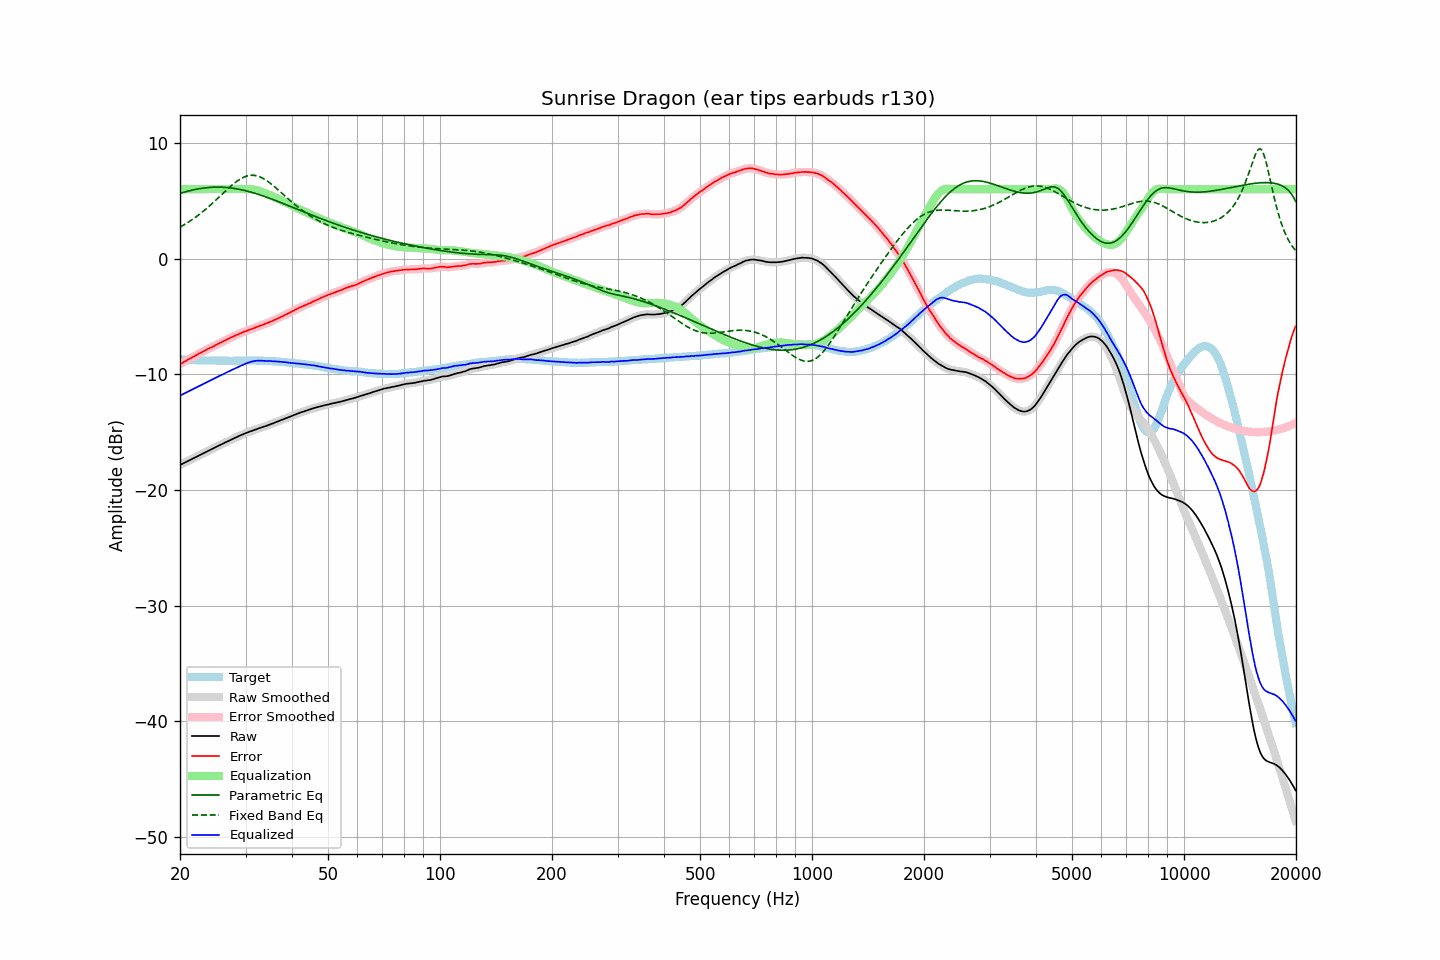 Sunrise Dragon (ear tips earbuds r130)
10
0
−10
−20
−30
−40
−50
Amplitude (dBr)
Target
Raw Smoothed
Error Smoothed
Raw
Error
Equalization
Parametric Eq
Fixed Band Eq
Equalized
20 50 100 200 500 1000 2000 5000 10000 20000
Frequency (Hz)